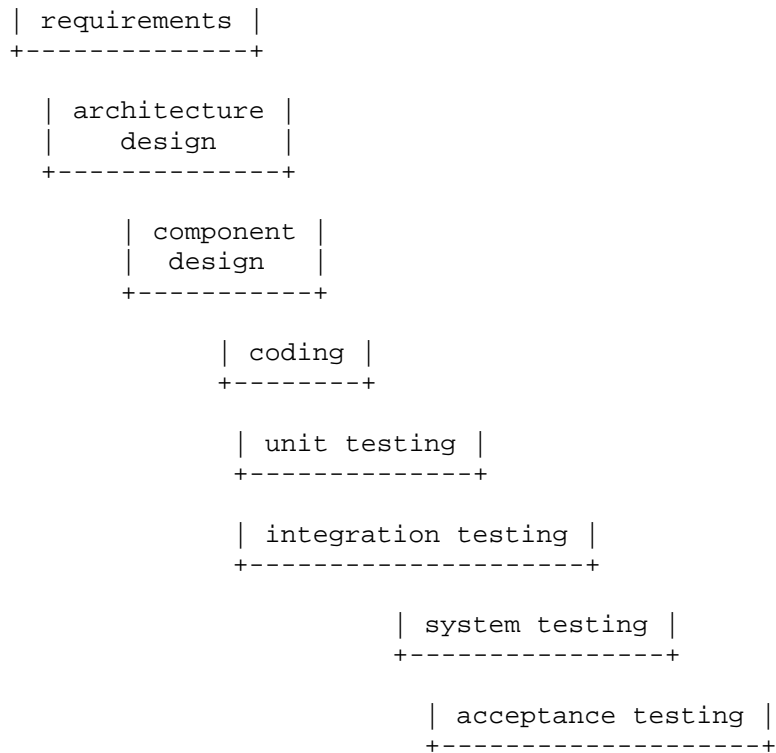 | requirements |
+--------------+
| architecture |
| design |
+--------------+
| component |
| design |
+-----------+
| coding |
+--------+
| unit testing |
+--------------+
| integration testing |
+---------------------+
| system testing |
+----------------+
| acceptance testing |
+--------------------+